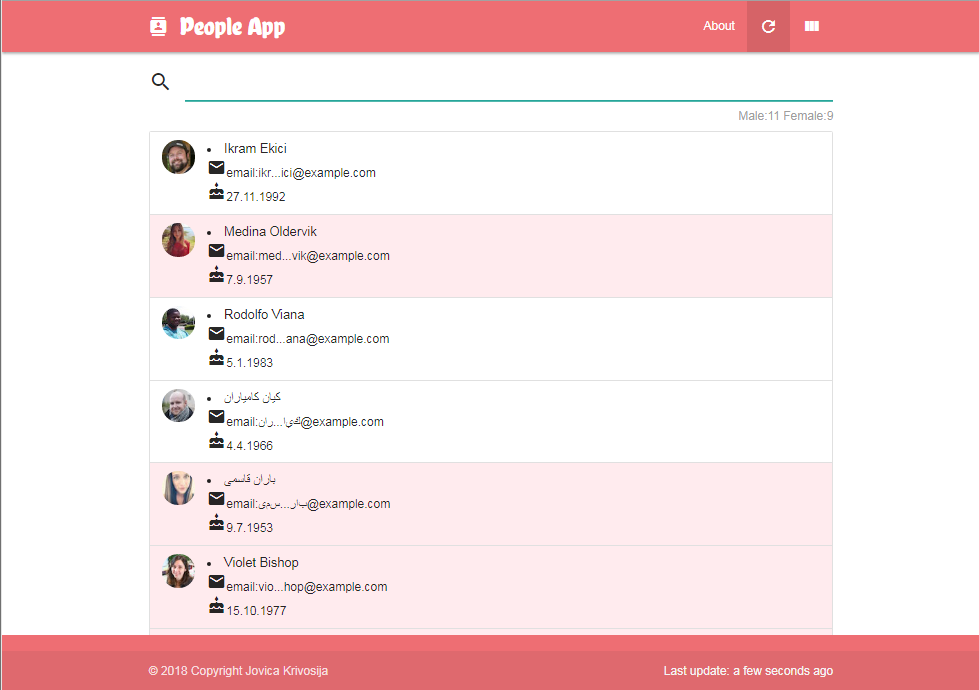 People App
About
Male:11 Female:9
Ikram Ekici
email:ikr...ici@example.com
27.11.1992
Medina Oldervik
email:med...vik@example.com
7.9.1957
Rodolfo Viana
email:rod...ana@example.com
5.1.1983
کیان کامیاران
email:کیا...ران@example.com
4.4.1966
باران قاسمی
email:بار...سمی@example.com
9.7.1953
Violet Bishop
email:vio...hop@example.com
15.10.1977
© 2018 Copyright Jovica Krivosija
Last update: a few seconds ago